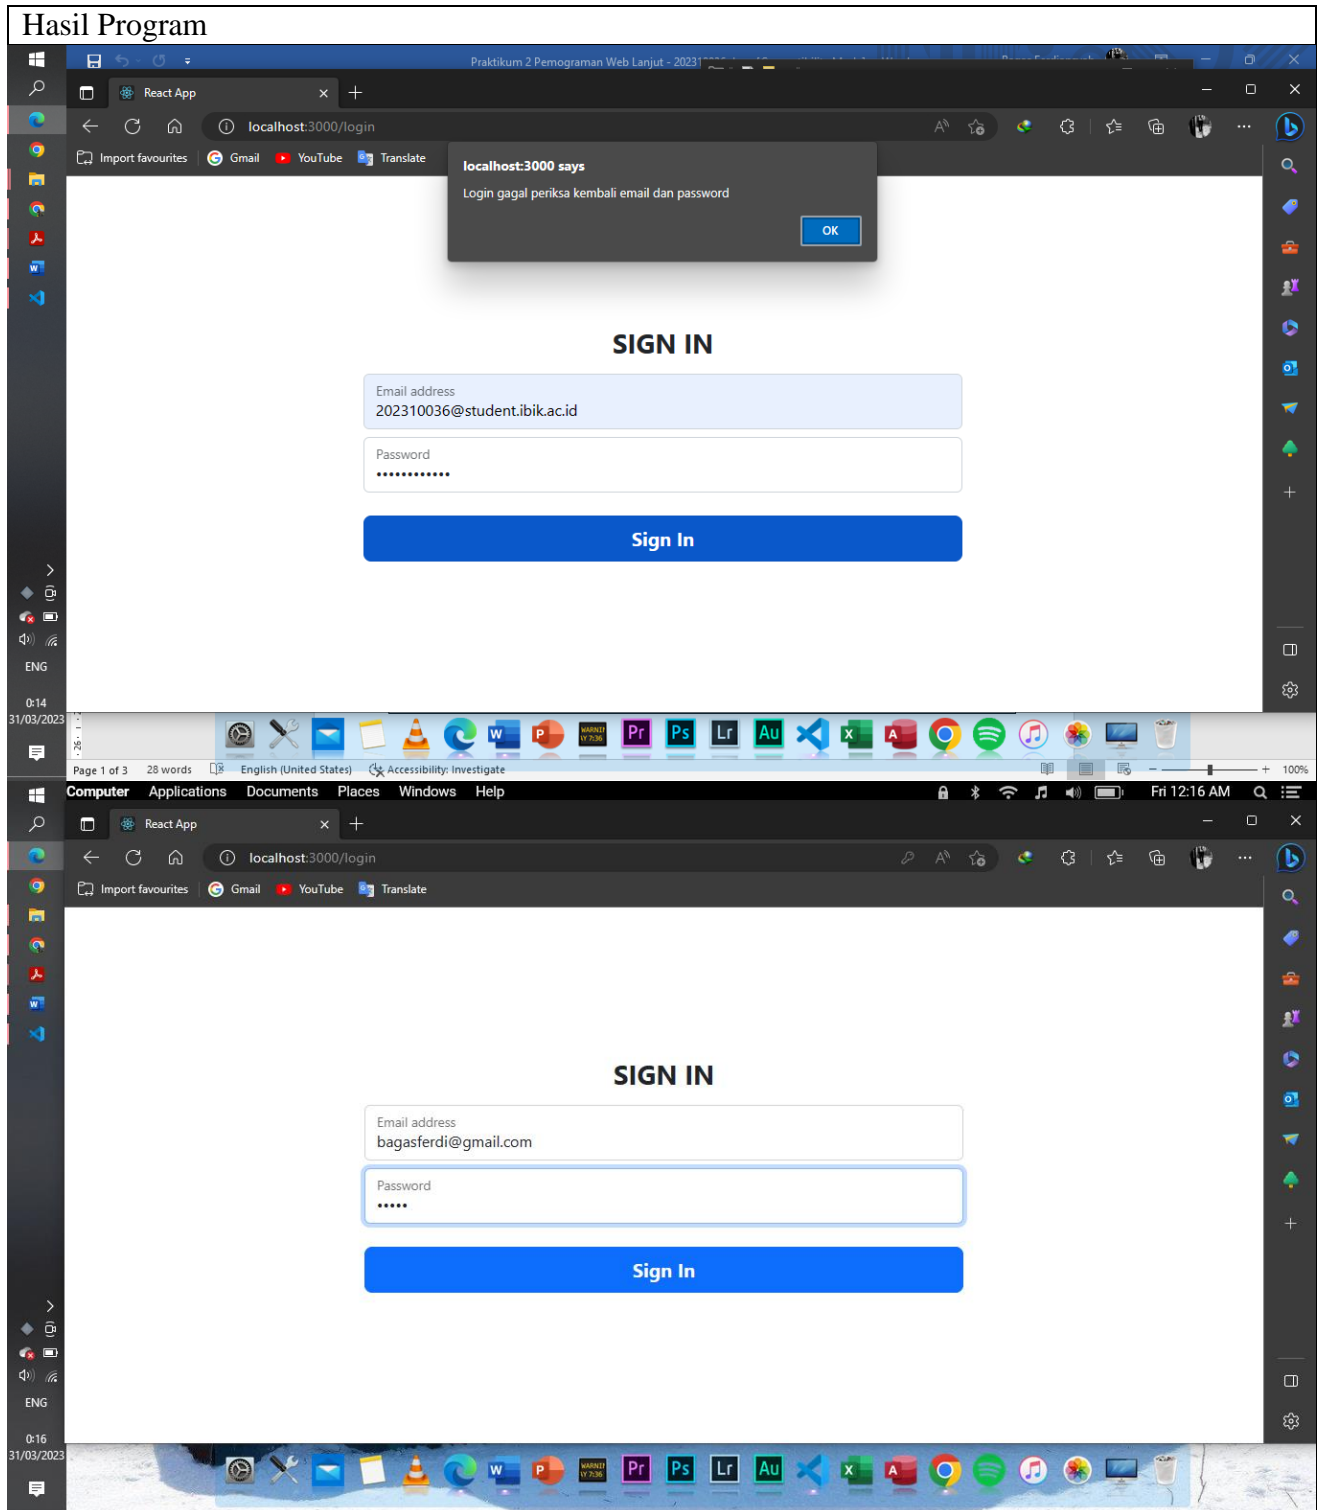 Hasil Program
Praktikum 2 Pemograman Web Lanjut - 2023
React App
localhost:3000/login
Import favourites
Gmail
YouTube
Translate
localhost:3000 says
Login gagal periksa kembali email dan password
OK
SIGN IN
Email address
202310036@student.ibik.ac.id
Password
Sign In
ENG
0:14
31/03/2023
Page 1 of 3
28 words
English (United States)
Accessibility: Investigate
100%
Computer Applications Documents Places Windows Help
Fri 12:16 AM
React App
localhost:3000/login
Import favourites
Gmail
YouTube
Translate
SIGN IN
Email address
bagasferdi@gmail.com
Password
Sign In
ENG
0:16
31/03/2023
Pr
Ps
Lr
Au